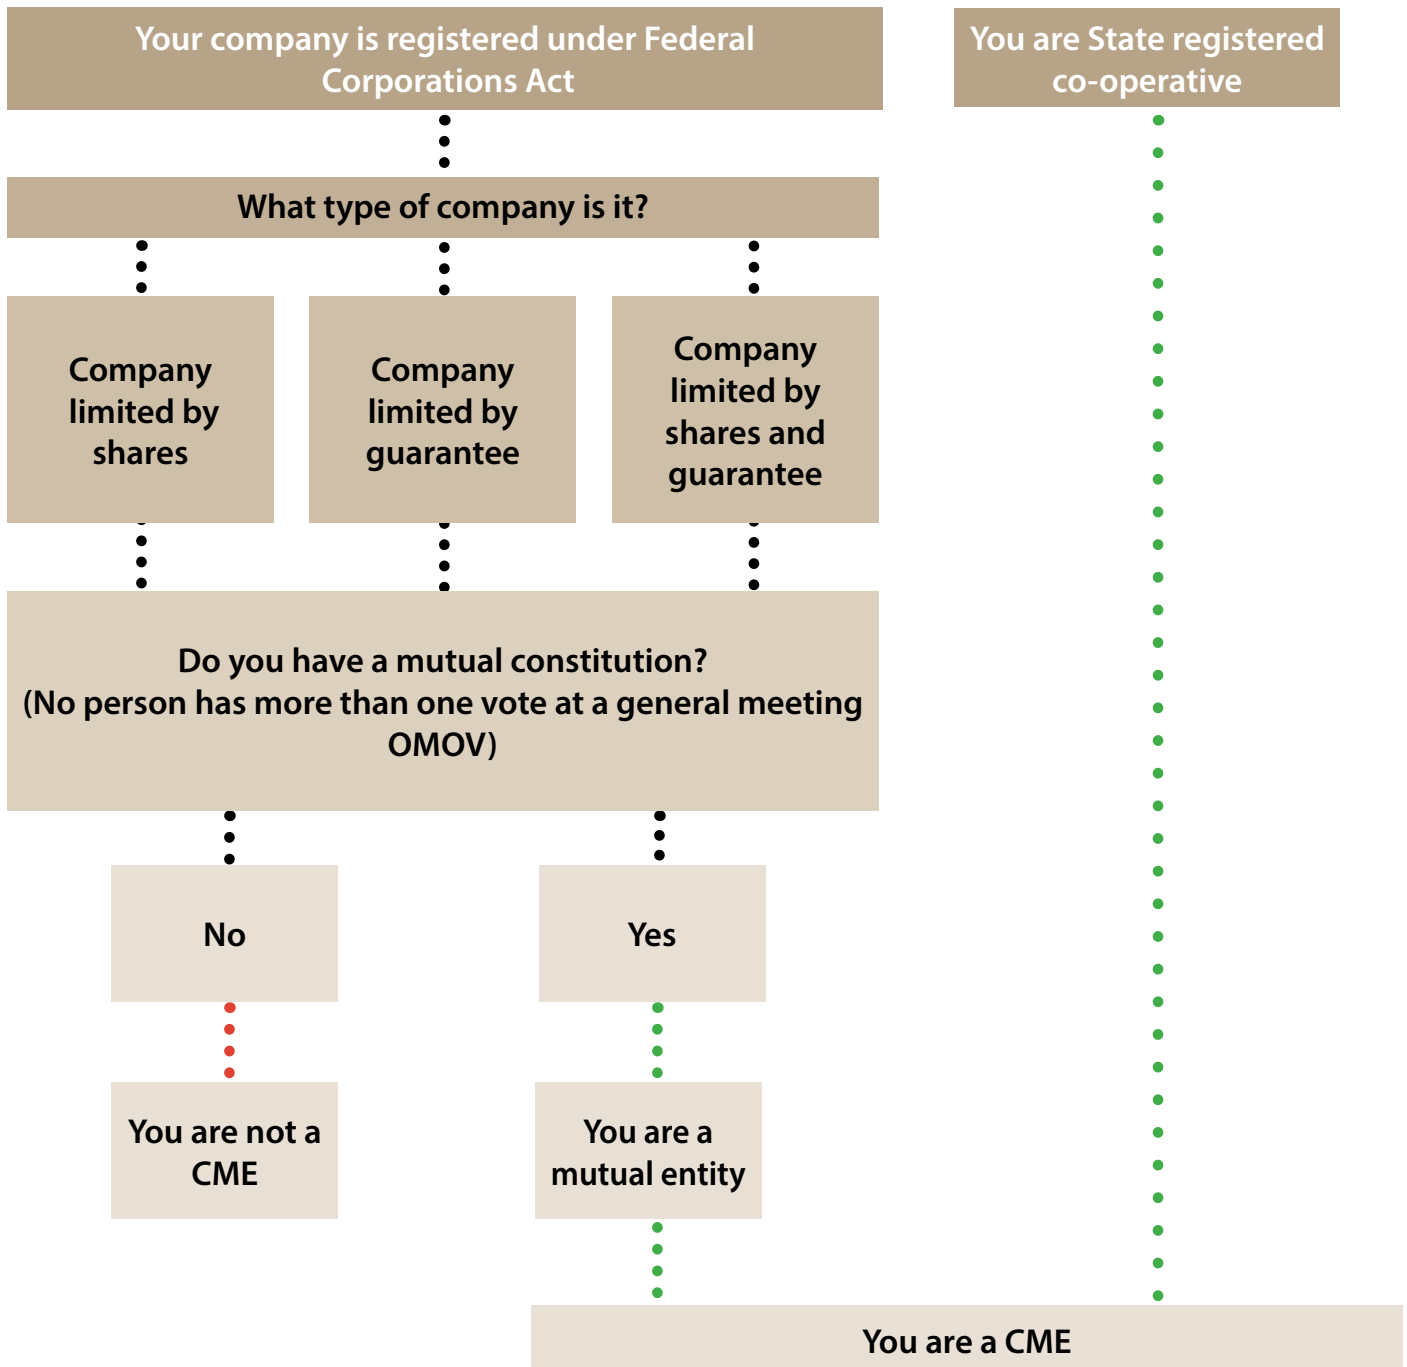 Your company is registered under Federal
Corporations Act
You are State registered
co-operative
What type of company is it?
Company
limited by
shares
Company
limited by
guarantee
Company
limited by
shares and
guarantee
Do you have a mutual constitution?
(No person has more than one vote at a general meeting
OMOV)
No
Yes
You are not a
CME
You are a
mutual entity
You are a CME